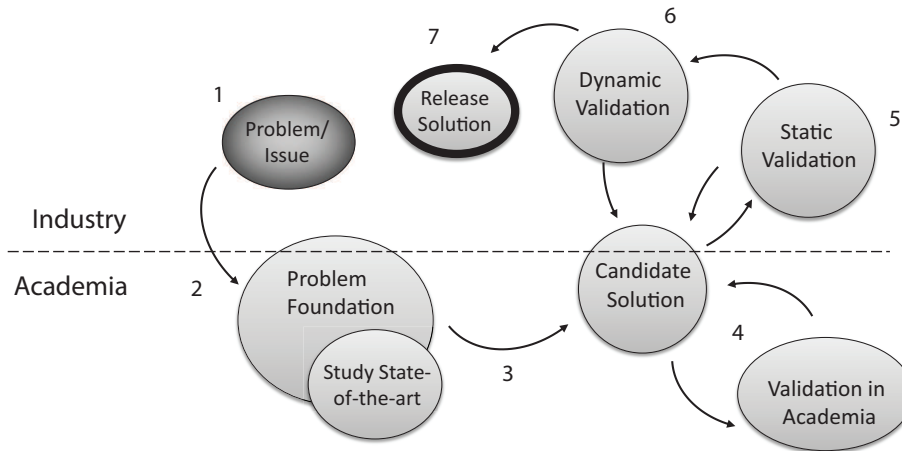 1
Problem/
Issue
7
Release
Solution
6
Dynamic
Validation
5
Static
Validation
Industry
Academia
2
Problem
Foundation
Study State-
of-the-art
3
Candidate
Solution
4
Validation in
Academia